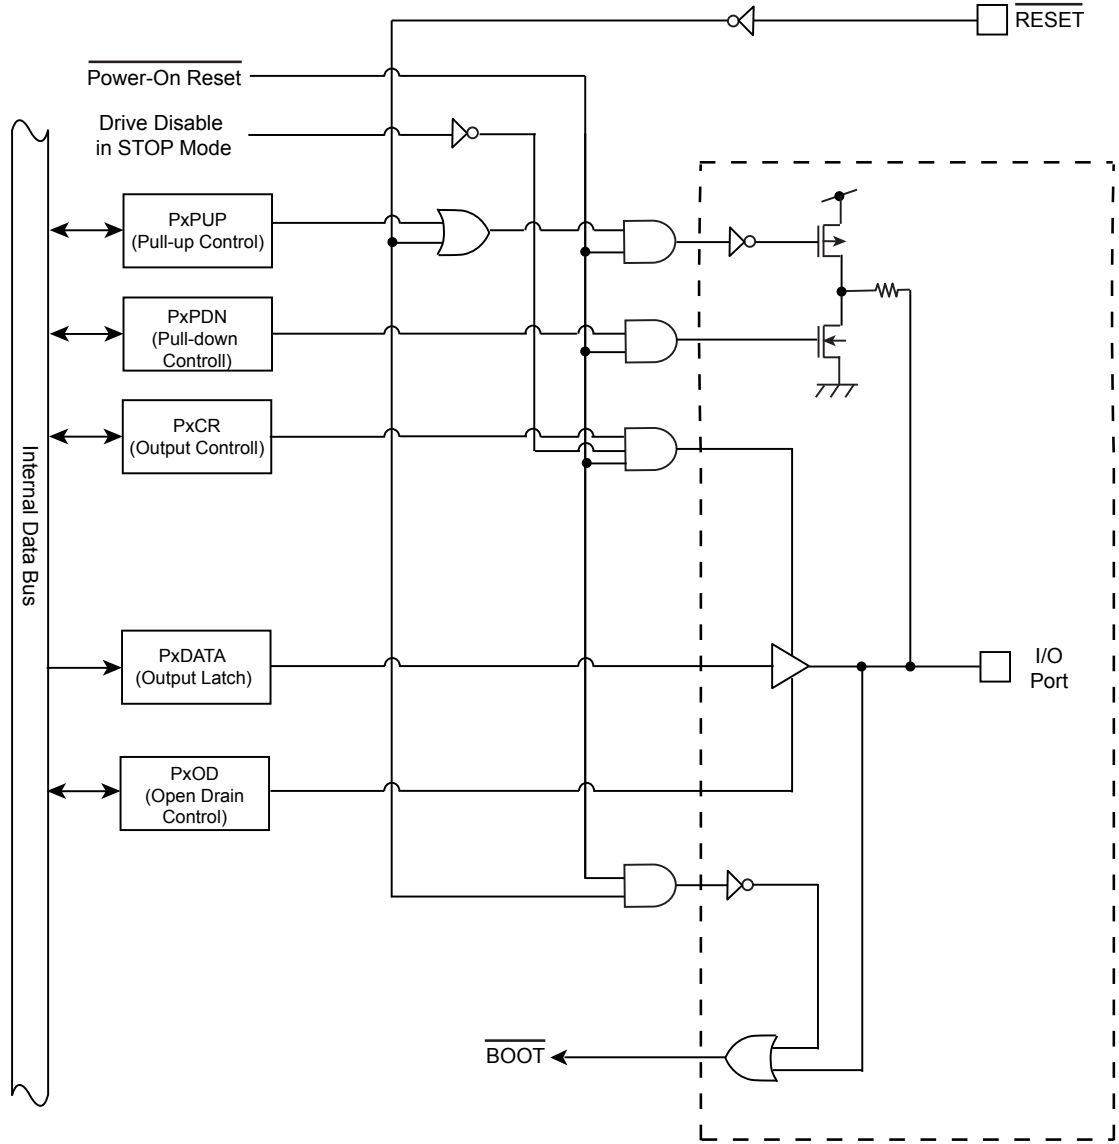 RESET
Power-On Reset
Drive Disable
in STOP Mode
PxPUP
(Pull-up Control)
PxPDN
(Pull-down
Controll)
PxCR
(Output Controll)
Internal Data Bus
PxDATA
(Output Latch)
I/O
Port
PxOD
(Open Drain
Control)
BOOT